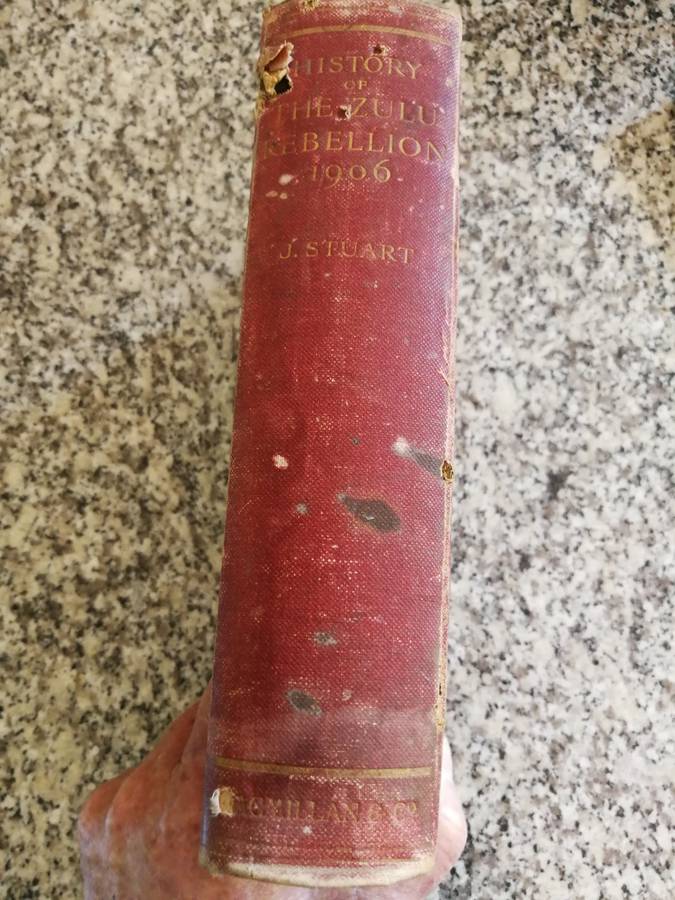 HISTORY
OF
THE ZULU
REBELLION
1906
J. STUART
MACMILLAN & Co